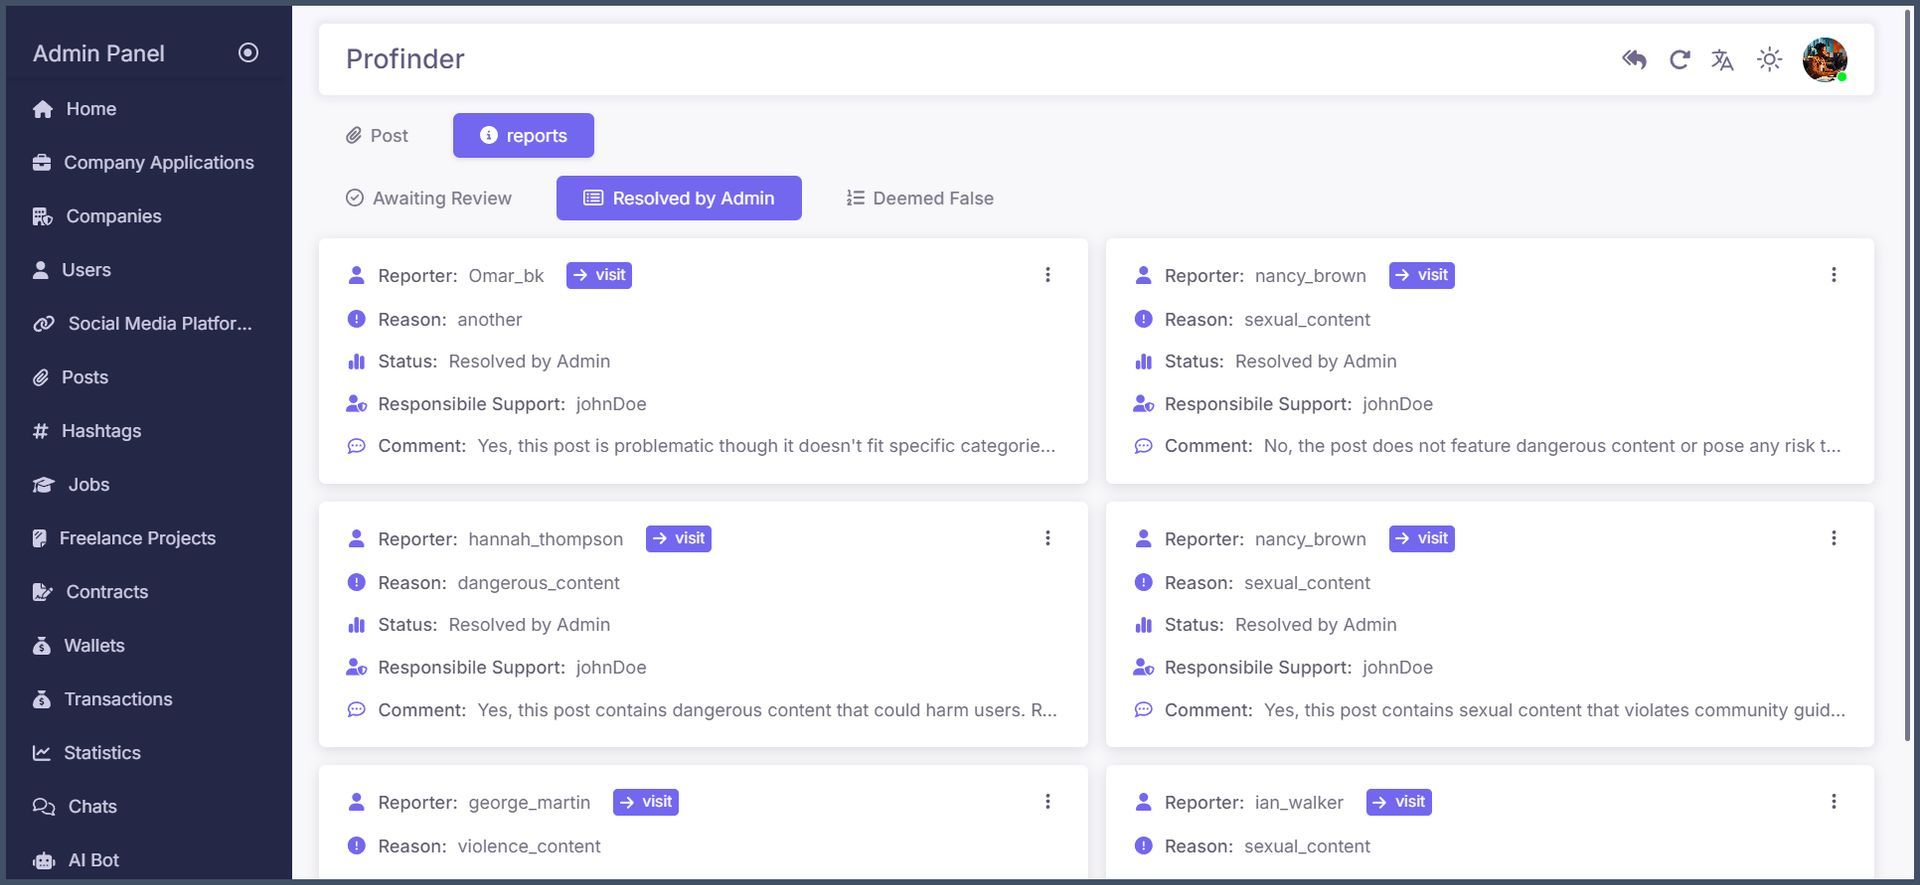 Admin Panel
Home
Company Applications
Companies
Users
Social Media Platfor...
Posts
Hashtags
Jobs
Freelance Projects
Contracts
Wallets
Transactions
Statistics
Chats
AI Bot
Profinder
Post
reports
Awaiting Review
Resolved by Admin
Deemed False
Reporter: Omar_bk visit
Reason: another
Status: Resolved by Admin
Responsibile Support: johnDoe
Comment: Yes, this post is problematic though it doesn't fit specific categorie...
Reporter: nancy_brown visit
Reason: sexual_content
Status: Resolved by Admin
Responsibile Support: johnDoe
Comment: No, the post does not feature dangerous content or pose any risk t...
Reporter: hannah_thompson visit
Reason: dangerous_content
Status: Resolved by Admin
Responsibile Support: johnDoe
Comment: Yes, this post contains dangerous content that could harm users. R...
Reporter: nancy_brown visit
Reason: sexual_content
Status: Resolved by Admin
Responsibile Support: johnDoe
Comment: Yes, this post contains sexual content that violates community guid...
Reporter: george_martin visit
Reason: violence_content
Reporter: ian_walker visit
Reason: sexual_content